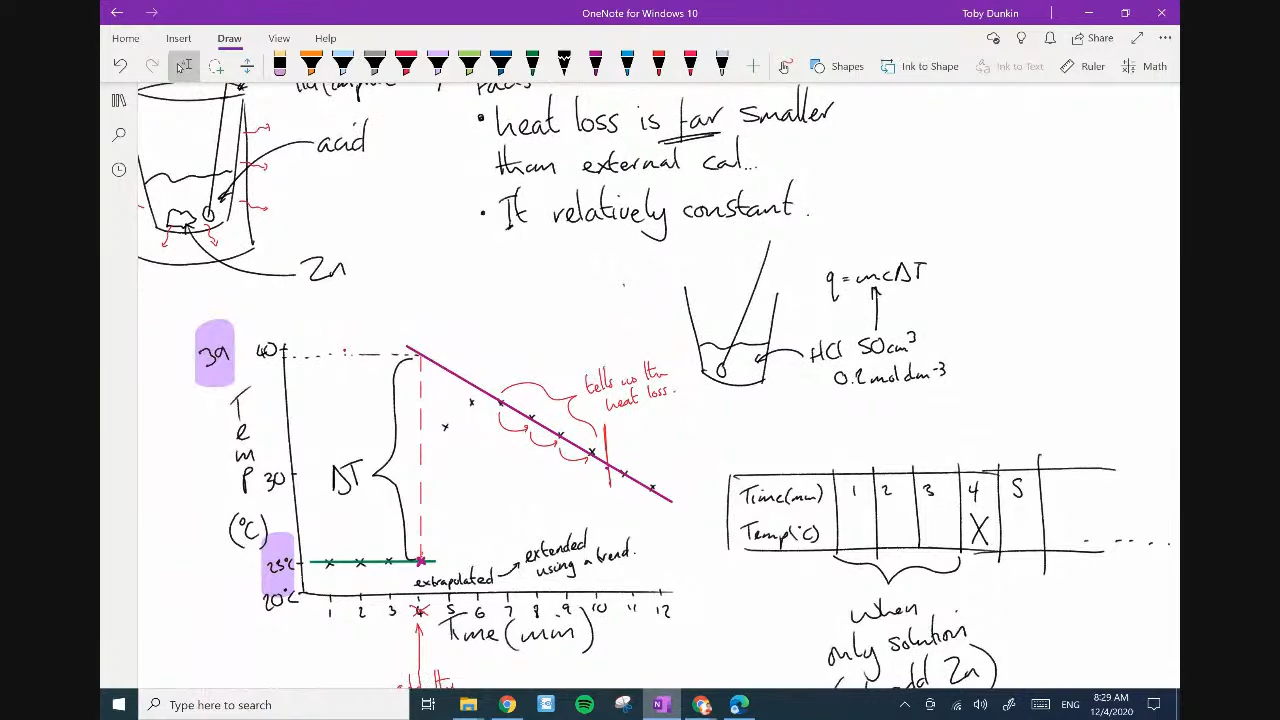 OneNote for Windows 10
Toby Dunkin
Home Insert Draw View Help
Share
Shapes
Ink to Shape
Ink to Text
Ruler
Math
• heat loss is far smaller
than external cal...
• It relatively constant.
acid
Zn
q = mcΔT
HCl 50cm³
0.2 mol dm-3
39
40
Temp
(°C)
30
25°C
20°C
ΔT
tells us the
heat loss.
extrapolated → extended
using a trend.
1 2 3 4 5 6 7 8 9 10 11 12
Time (min)
Time(min) 1 2 3 4 5
Temp(°C) X
when
only solution
add Zn)
Type here to search
ENG
8:29 AM
12/4/2020